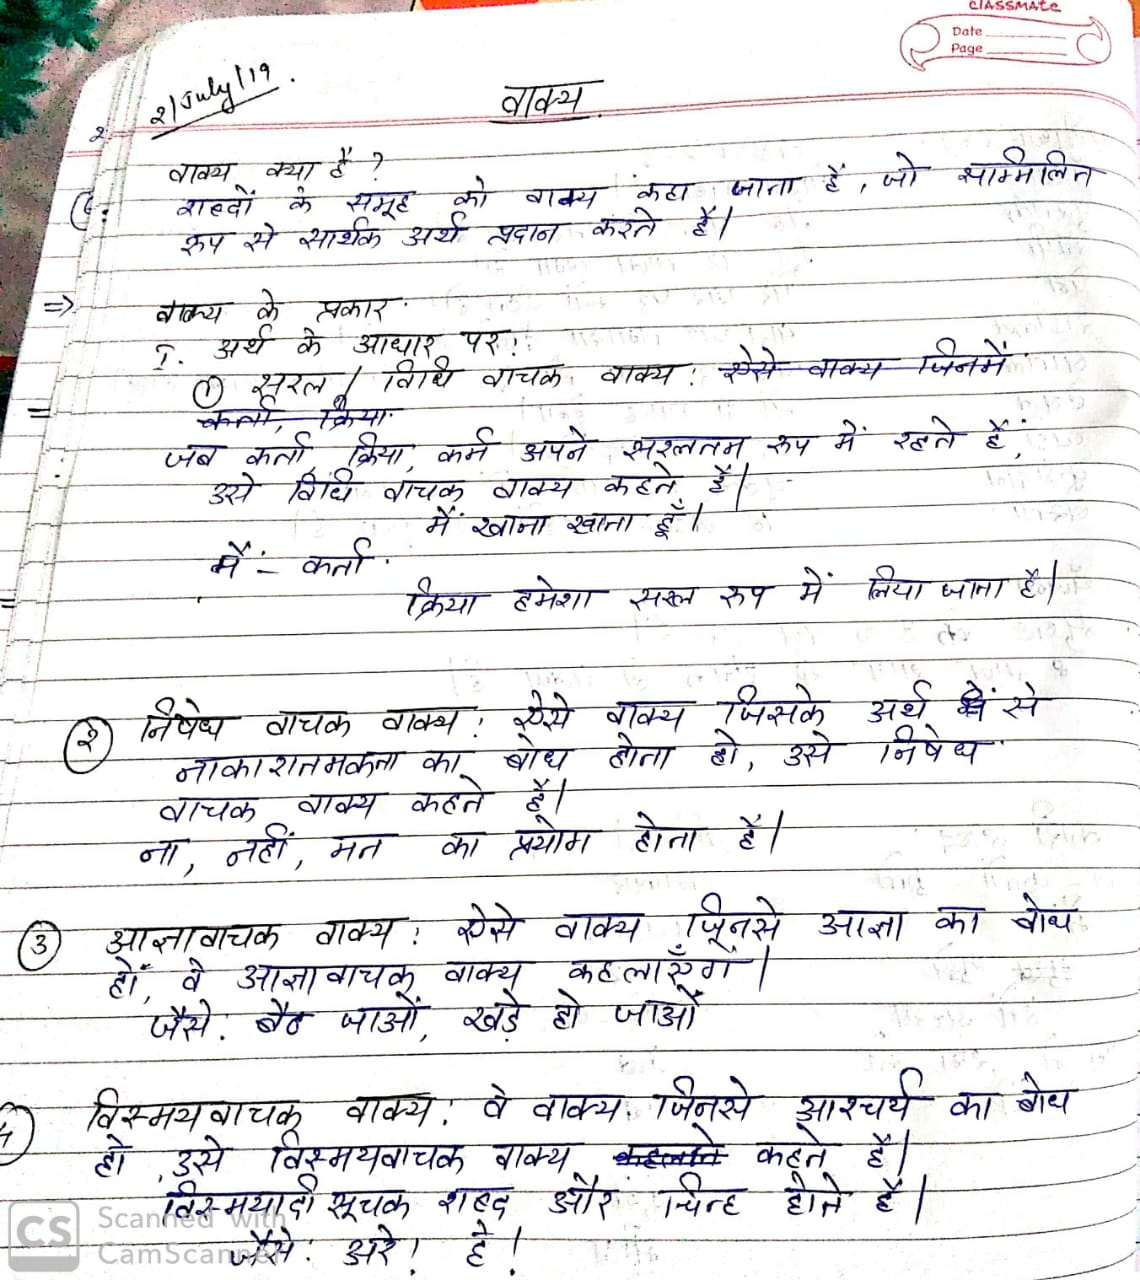 classmate
Date
Page
2/July/19.
वाक्य
वाक्य क्या है ?
शब्दों के समूह को वाक्य कहा जाता हैं, जो सम्मिलित
रूप से सार्थक अर्थ प्रदान करते हैं।
=> वाक्य के प्रकार
I. अर्थ के आधार पर:
① सरल / विधि वाचक वाक्य: ऐसे वाक्य जिनमें
कर्ता, क्रिया
जब कर्ता, क्रिया, कर्म अपने सरलतम रूप में रहते हैं,
उसे विधि वाचक वाक्य कहते हैं।
मैं खाना खाता हूँ।
मैं - कर्ता
क्रिया हमेशा सरल रूप में लिया जाता है।
② निषेध वाचक वाक्य: ऐसे वाक्य जिसके अर्थ से
नाकारातमकता का बोध होता हो, उसे निषेध
वाचक वाक्य कहते हैं।
ना, नहीं, मत का प्रयोग होता है।
③ आज्ञावाचक वाक्य: ऐसे वाक्य जिनसे आज्ञा का बोध
हों, वे आज्ञावाचक वाक्य कहलाएँगें।
जैसे: बैठ जाओं, खड़े हो जाओं
4 विस्मयवाचक वाक्य: वे वाक्य जिनसे आश्चर्य का बोध
हो, उसे विस्मयवाचक वाक्य कहलाते कहते हैं।
विस्मयादी सूचक शब्द और चिन्ह होते हैं।
जैसे: अरे! हे!
CS Scanned with
CamScanner